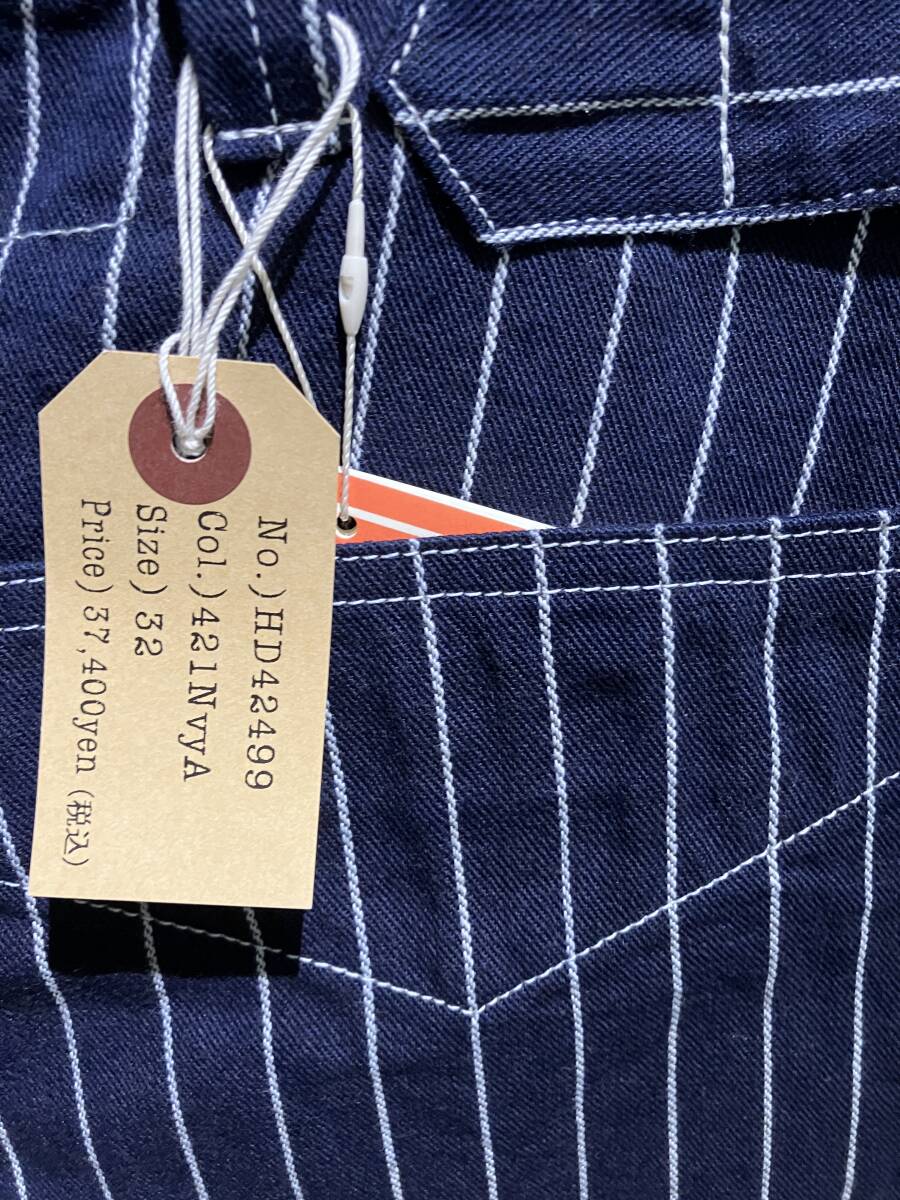 No.)HD42499
Col.)421NvyA
Size)32
Price)37,400yen (税込)